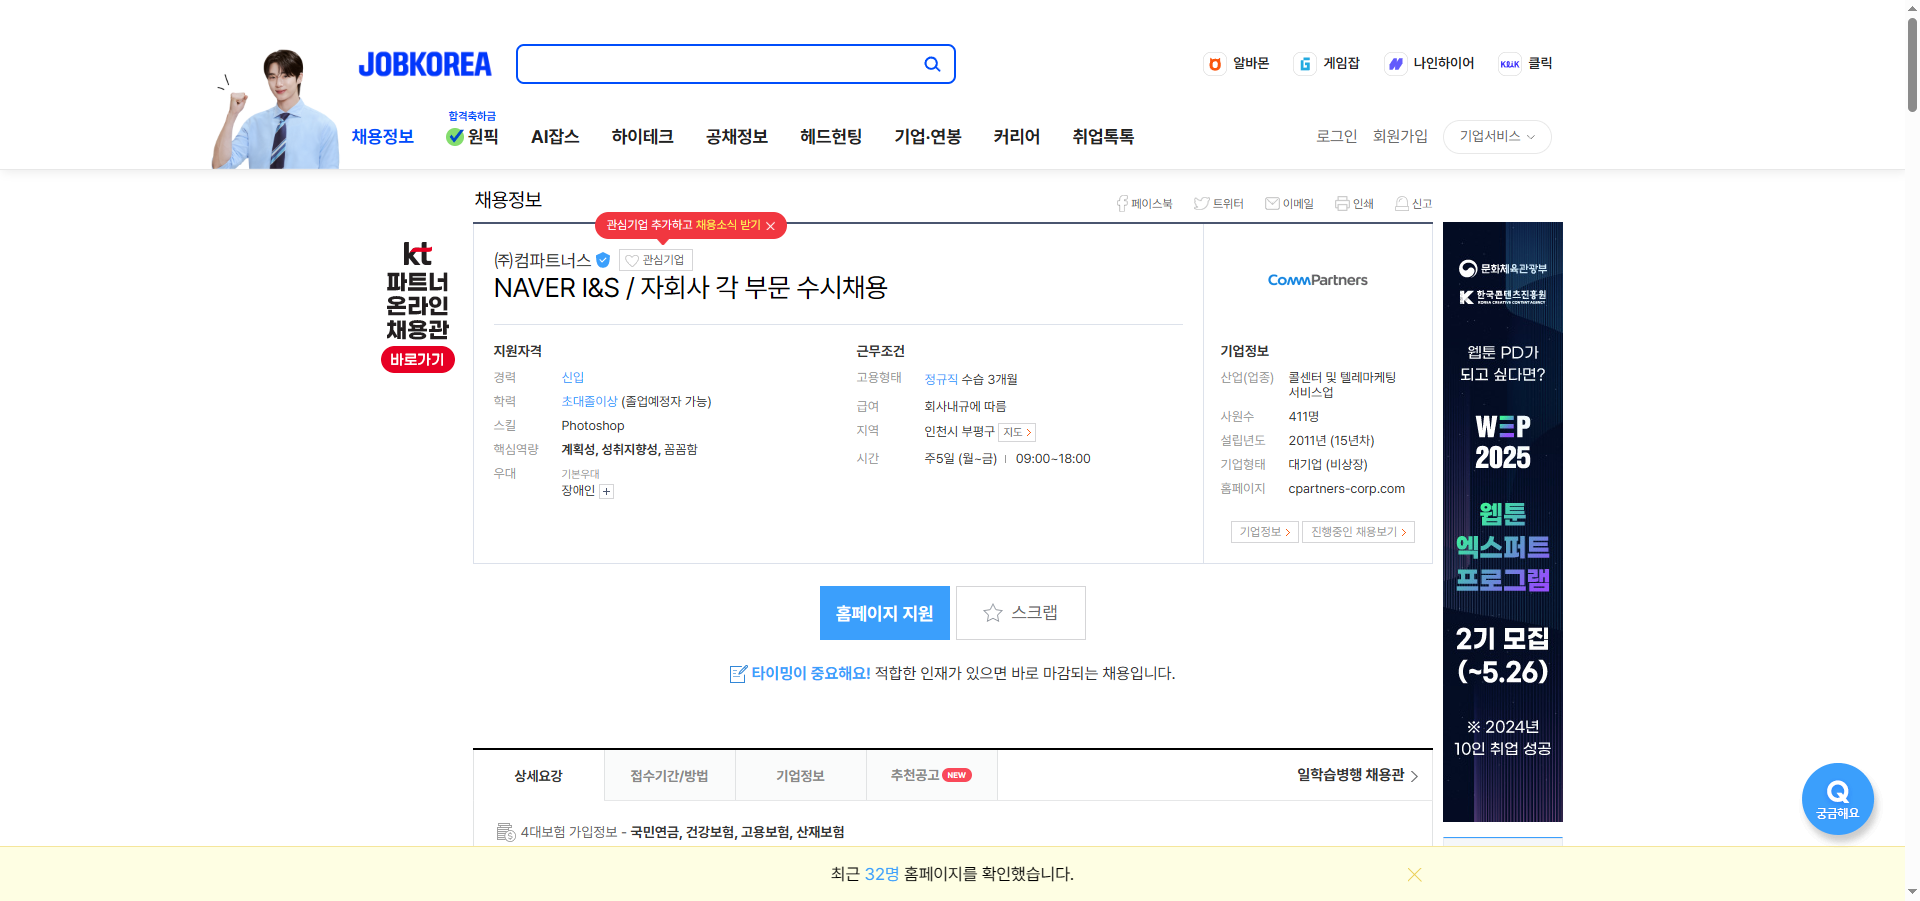 JOBKOREA
알바몬
게임잡
나인하이어
K리K 클릭
합격축하금
채용정보
원픽
AI잡스
하이테크
공채정보
헤드헌팅
기업·연봉
커리어
취업톡톡
로그인
회원가입
기업서비스
채용정보
페이스북
트위터
이메일
인쇄
신고
관심기업 추가하고 채용소식 받기
kt
파트너
온라인
채용관
바로가기
㈜컴파트너스
관심기업
NAVER I&S / 자회사 각 부문 수시채용
지원자격
경력 신입
학력 초대졸이상 (졸업예정자 가능)
스킬 Photoshop
핵심역량 계획성, 성취지향성, 꼼꼼함
우대 기본우대
장애인
근무조건
고용형태 정규직 수습 3개월
급여 회사내규에 따름
지역 인천시 부평구 지도
시간 주5일 (월~금) 09:00~18:00
CommPartners
기업정보
산업(업종) 콜센터 및 텔레마케팅
서비스업
사원수 411명
설립년도 2011년 (15년차)
기업형태 대기업 (비상장)
홈페이지 cpartners-corp.com
기업정보
진행중인 채용보기
홈페이지 지원
스크랩
타이밍이 중요해요! 적합한 인재가 있으면 바로 마감되는 채용입니다.
상세요강
접수기간/방법
기업정보
추천공고 NEW
일학습병행 채용관
4대보험 가입정보 - 국민연금, 건강보험, 고용보험, 산재보험
문화체육관광부
한국콘텐츠진흥원
KOREA CREATIVE CONTENT AGENCY
웹툰 PD가
되고 싶다면?
WEP
2025
웹툰
엑스퍼트
프로그램
2기 모집
(~5.26)
※ 2024년
10인 취업 성공
Q
궁금해요
최근 32명 홈페이지를 확인했습니다.